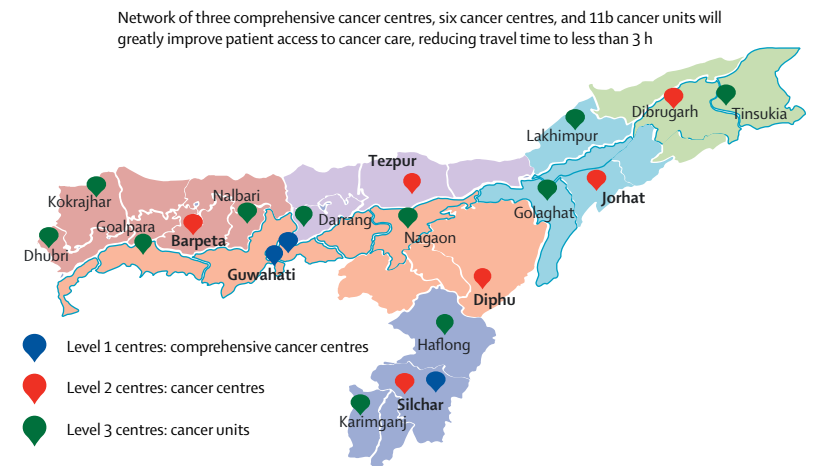 Network of three comprehensive cancer centres, six cancer centres, and 11b cancer units will
greatly improve patient access to cancer care, reducing travel time to less than 3 h
Dibrugarh
Tinsukia
Lakhimpur
Tezpur
Kokrajhar
Nalbari
Jorhat
Golaghat
Goalpara
Darrang
Barpeta
Nagaon
Dhubri
Guwahati
Diphu
Level 1 centres: comprehensive cancer centres
Haflong
Level 2 centres: cancer centres
Silchar
Karimganj
Level 3 centres: cancer units